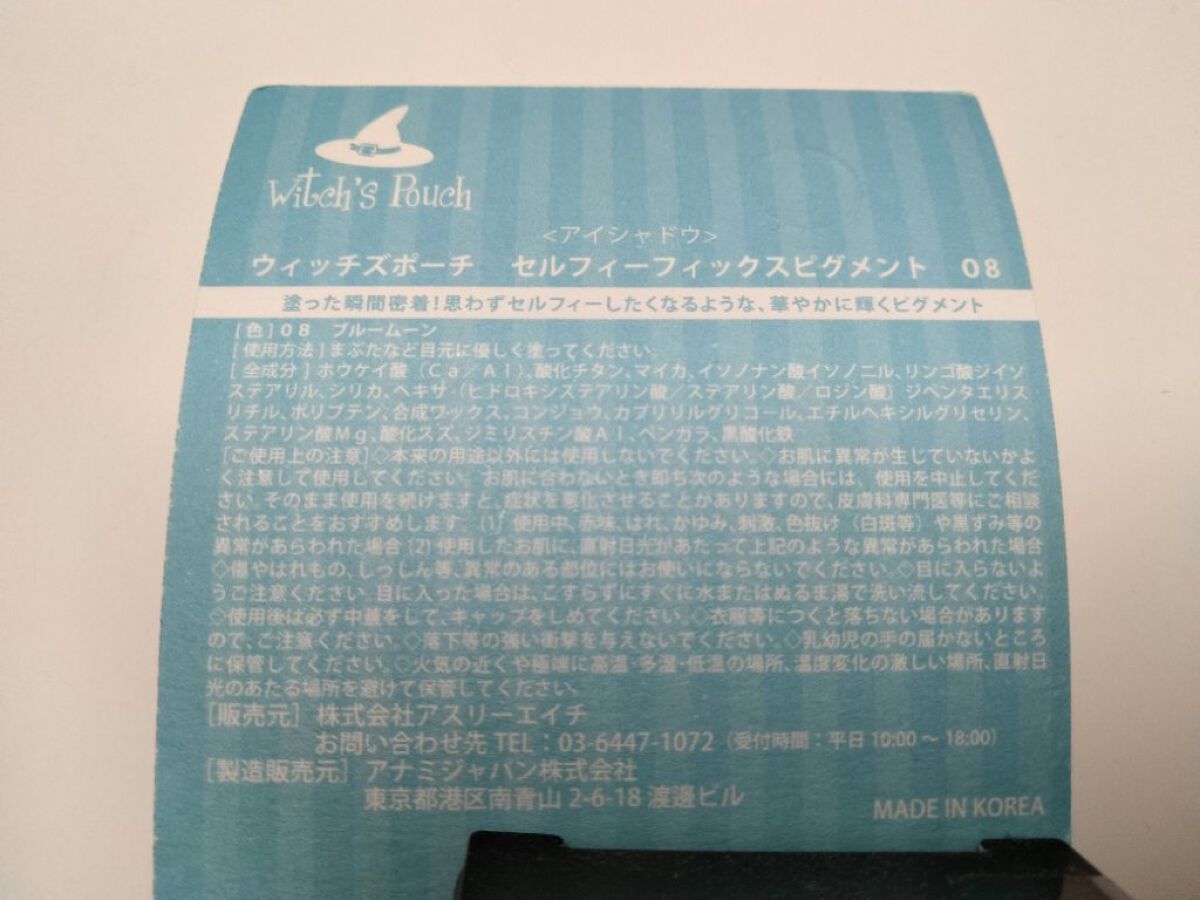 Witch's Pouch
<アイシャドウ>
ウィッチズポーチ　セルフィーフィックスピグメント　08
塗った瞬間密着!思わずセルフィーしたくなるような、華やかに輝くピグメント
[色]08　ブルームーン
[使用方法]まぶたなど目元に優しく塗ってください。
[全成分]ホウケイ酸(Ca/Al)、酸化チタン、マイカ、イソノナン酸イソノニル、リンゴ酸ジイソ
ステアリル、シリカ、ヘキサ(ヒドロキシステアリン酸/ステアリン酸/ロジン酸)ジペンタエリス
リチル、ポリブテン、合成ワックス、コンジョウ、カプリリルグリコール、エチルヘキシルグリセリン、
ステアリン酸Mg、酸化スズ、ジミリスチン酸Al、ベンガラ、黒酸化鉄
[ご使用上の注意]◇本来の用途以外には使用しないでください。◇お肌に異常が生じていないかよ
く注意して使用してください。お肌に合わないとき即ち次のような場合には、使用を中止してくだ
さい。そのまま使用を続けますと、症状を悪化させることがありますので、皮膚科専門医等にご相談
されることをおすすめします。(1)使用中、赤味、はれ、かゆみ、刺激、色抜け(白斑等)や黒ずみ等の
異常があらわれた場合(2)使用したお肌に、直射日光があたって上記のような異常があらわれた場合
◇傷やはれもの、しっしん等、異常のある部位にはお使いにならないでください。◇目に入らないよ
うご注意ください。目に入った場合は、こすらずにすぐに水またはぬるま湯で洗い流してください。
◇使用後は必ず中蓋をして、キャップをしめてください。◇衣服等につくと落ちない場合があります
ので、ご注意ください。◇落下等の強い衝撃を与えないでください。◇乳幼児の手の届かないところ
に保管してください。◇火気の近くや極端に高温・多湿・低温の場所、温度変化の激しい場所、直射日
光のあたる場所を避けて保管してください。
[販売元]　株式会社アスリーエイチ
お問い合わせ先 TEL:03-6447-1072(受付時間:平日10:00～18:00)
[製造販売元]　アナミジャパン株式会社
東京都港区南青山2-6-18 渡邊ビル
MADE IN KOREA